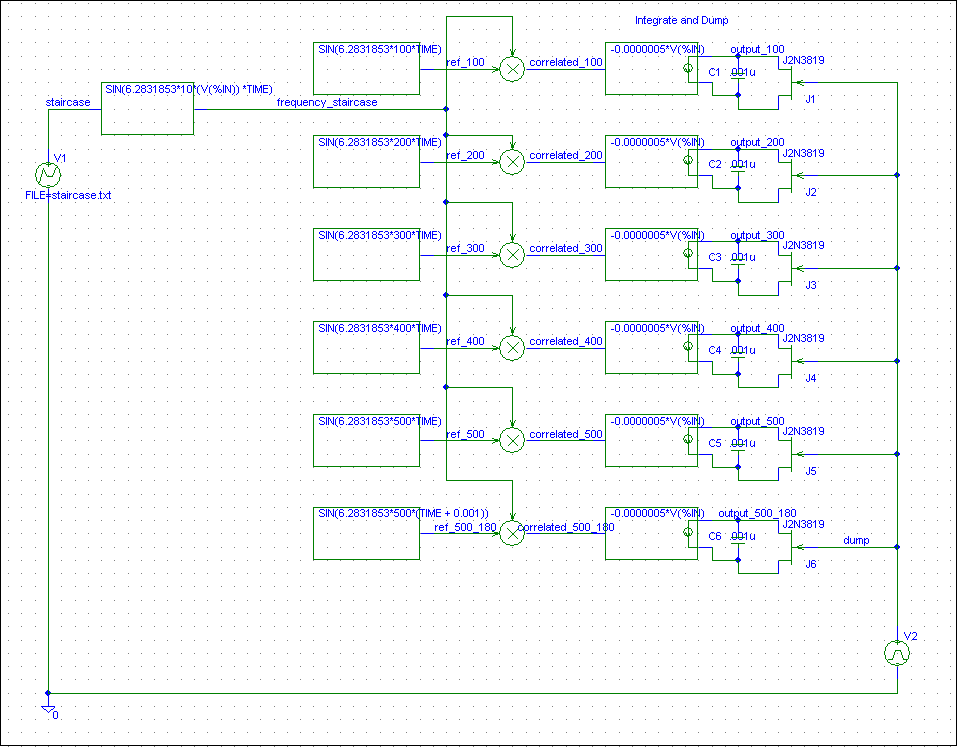 Integrate and Dump
SIN(6.2831853*100*TIME)
ref_100
correlated_100
-0.0000005*V(%IN)
output_100
J2N3819
C1
.001u
J1
SIN(6.2831853*10*(V(%IN)) *TIME)
staircase
frequency_staircase
V1
FILE=staircase.txt
SIN(6.2831853*200*TIME)
ref_200
correlated_200
-0.0000005*V(%IN)
output_200
J2N3819
C2
.001u
J2
SIN(6.2831853*300*TIME)
ref_300
correlated_300
-0.0000005*V(%IN)
output_300
J2N3819
C3
.001u
J3
SIN(6.2831853*400*TIME)
ref_400
correlated_400
-0.0000005*V(%IN)
output_400
J2N3819
C4
.001u
J4
SIN(6.2831853*500*TIME)
ref_500
correlated_500
-0.0000005*V(%IN)
output_500
J2N3819
C5
.001u
J5
SIN(6.2831853*500*(TIME + 0.001))
ref_500_180
correlated_500_180
-0.0000005*V(%IN)
output_500_180
J2N3819
C6
.001u
J6
dump
V2
0